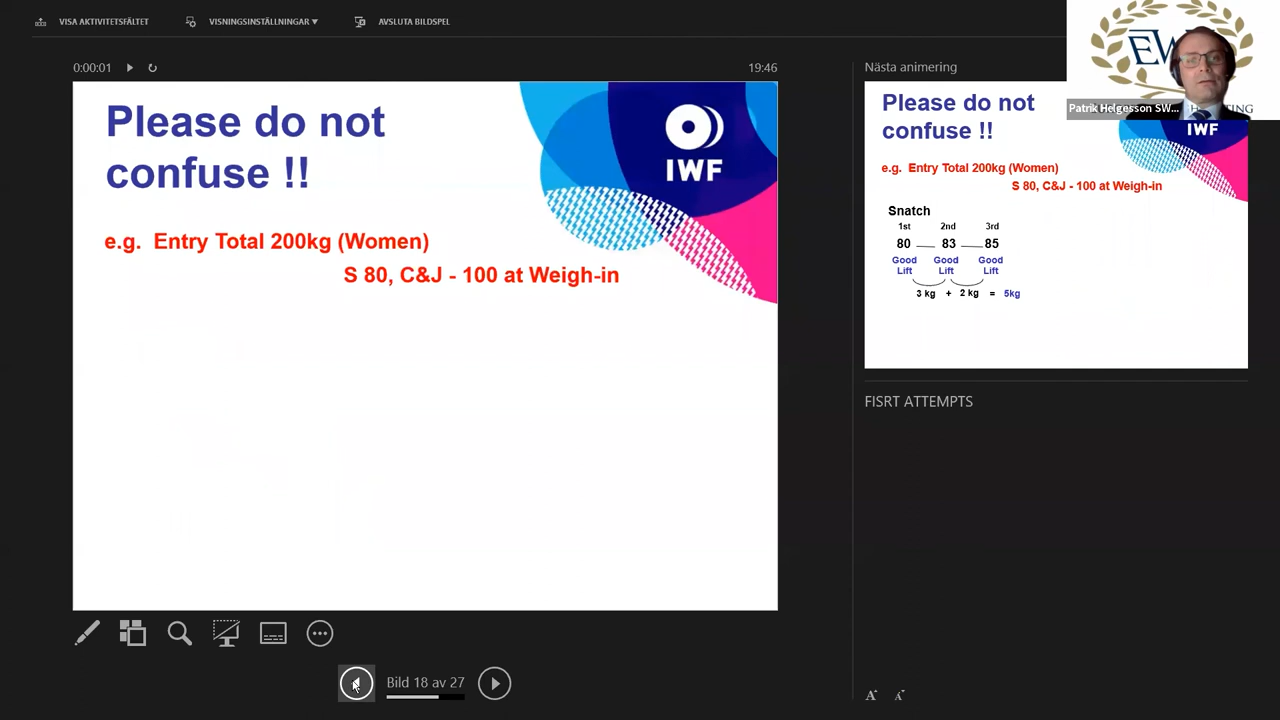 VISA AKTIVITETSFÄLTET
VISNINGSINSTÄLLNINGAR ▼
AVSLUTA BILDSPEL
0:00:01
19:46
Please do not
confuse !!
IWF
e.g. Entry Total 200kg (Women)
S 80, C&J - 100 at Weigh-in
Bild 18 av 27
Nästa animering
Patrik Helgesson SW...
Please do not
confuse !!
IWF
e.g. Entry Total 200kg (Women)
S 80, C&J - 100 at Weigh-in
Snatch
1st 2nd 3rd
80 __ 83 __ 85
Good Good Good
Lift Lift Lift
3 kg + 2 kg = 5kg
FISRT ATTEMPTS